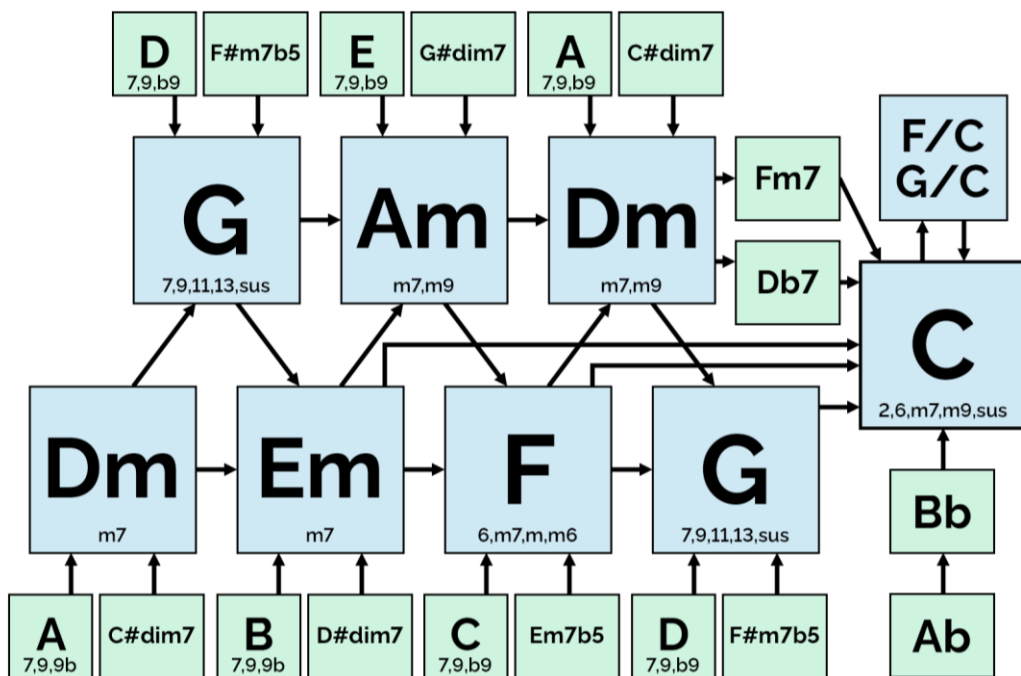 D
7,9,b9
F#m7b5
E
7,9,b9
G#dim7
A
7,9,b9
C#dim7
F/C
G/C
G
7,9,11,13,sus
Am
m7,m9
Dm
m7,m9
Fm7
Db7
C
2,6,m7,m9,sus
Dm
m7
Em
m7
F
6,m7,m,m6
G
7,9,11,13,sus
Bb
A
7,9,9b
C#dim7
B
7,9,9b
D#dim7
C
7,9,b9
Em7b5
D
7,9,b9
F#m7b5
Ab